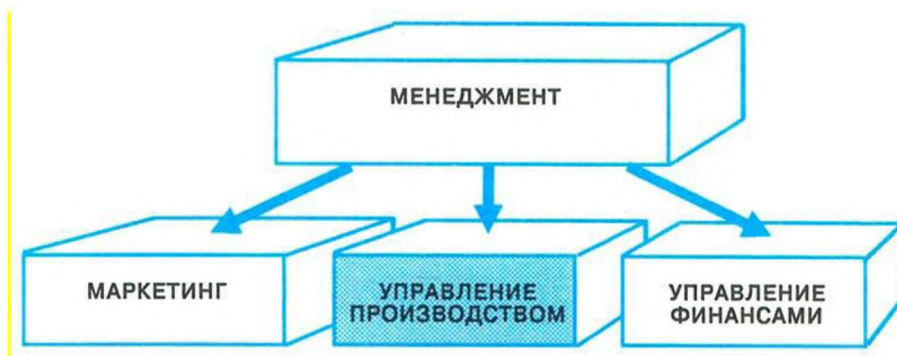 МЕНЕДЖМЕНТ
МАРКЕТИНГ
УПРАВЛЕНИЕ
ПРОИЗВОДСТВОМ
УПРАВЛЕНИЕ
ФИНАНСАМИ